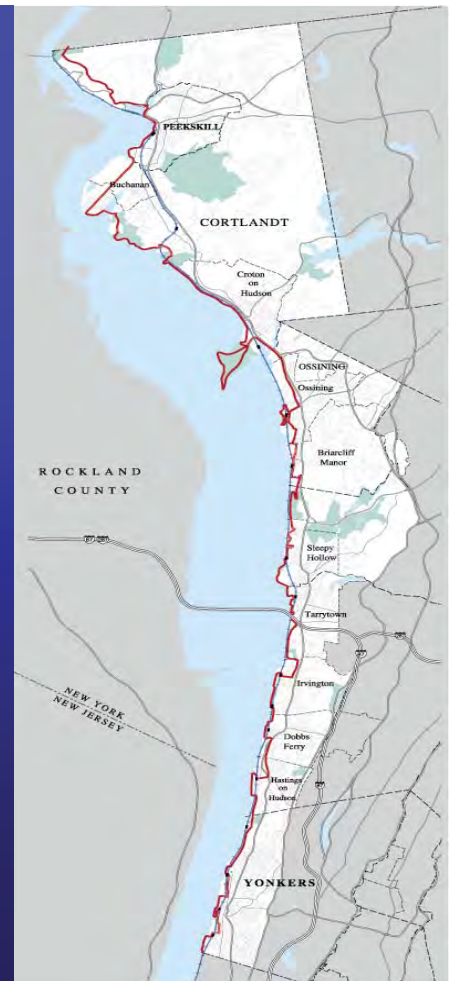 PEEKSKILL
Buchanan
CORTLANDT
Croton
on
Hudson
OSSINING
Ossining
Briarcliff
Manor
ROCKLAND
COUNTY
Sleepy
Hollow
Tarrytown
Irvington
NEW YORK
NEW JERSEY
Dobbs
Ferry
Hastings
on
Hudson
YONKERS